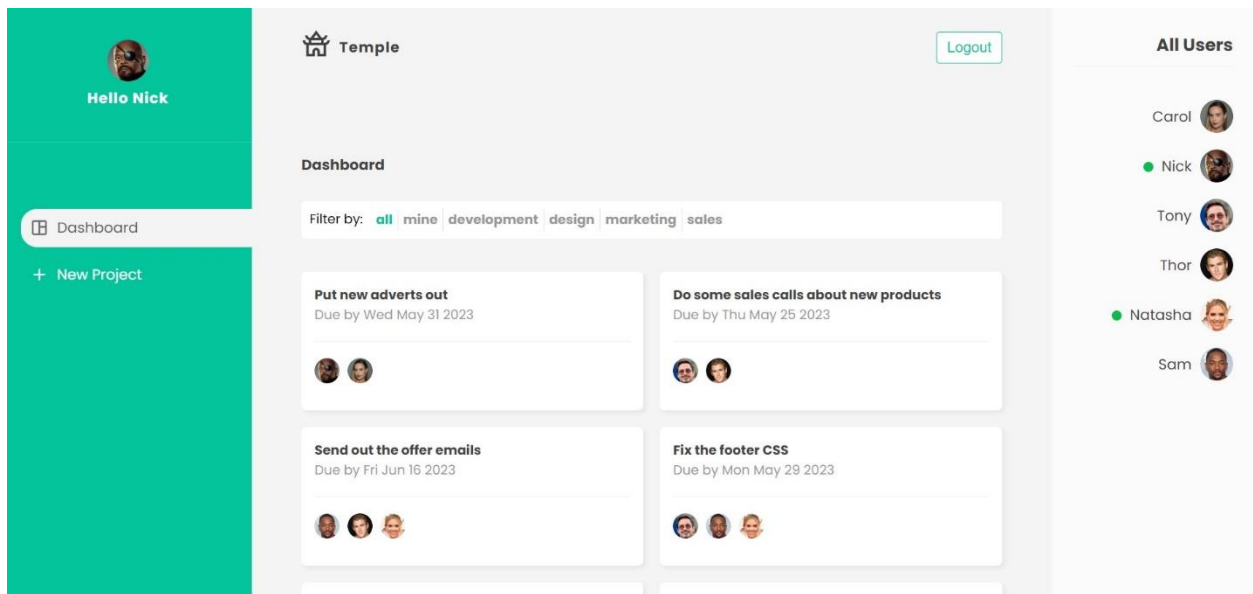 Hello Nick
Dashboard
+ New Project
Temple
Logout
Dashboard
Filter by: all mine development design marketing sales
Put new adverts out
Due by Wed May 31 2023
Do some sales calls about new products
Due by Thu May 25 2023
Send out the offer emails
Due by Fri Jun 16 2023
Fix the footer CSS
Due by Mon May 29 2023
All Users
Carol
Nick
Tony
Thor
Natasha
Sam